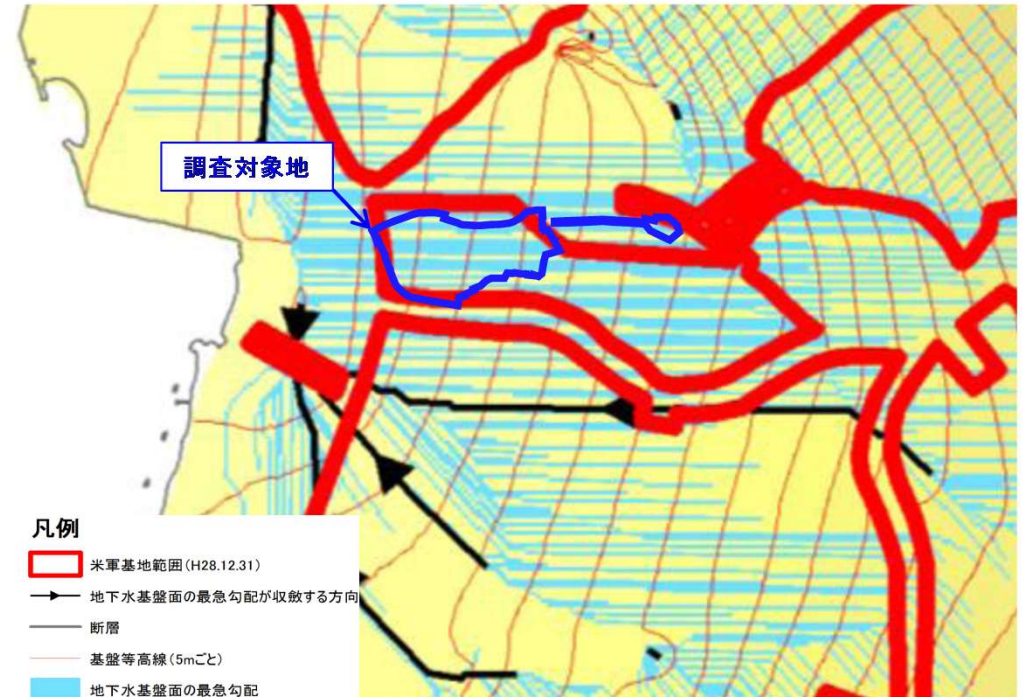 調査対象地
凡例
米軍基地範囲(H28.12.31)
地下水基盤面の最急勾配が収斂する方向
断層
基盤等高線(5mごと)
地下水基盤面の最急勾配